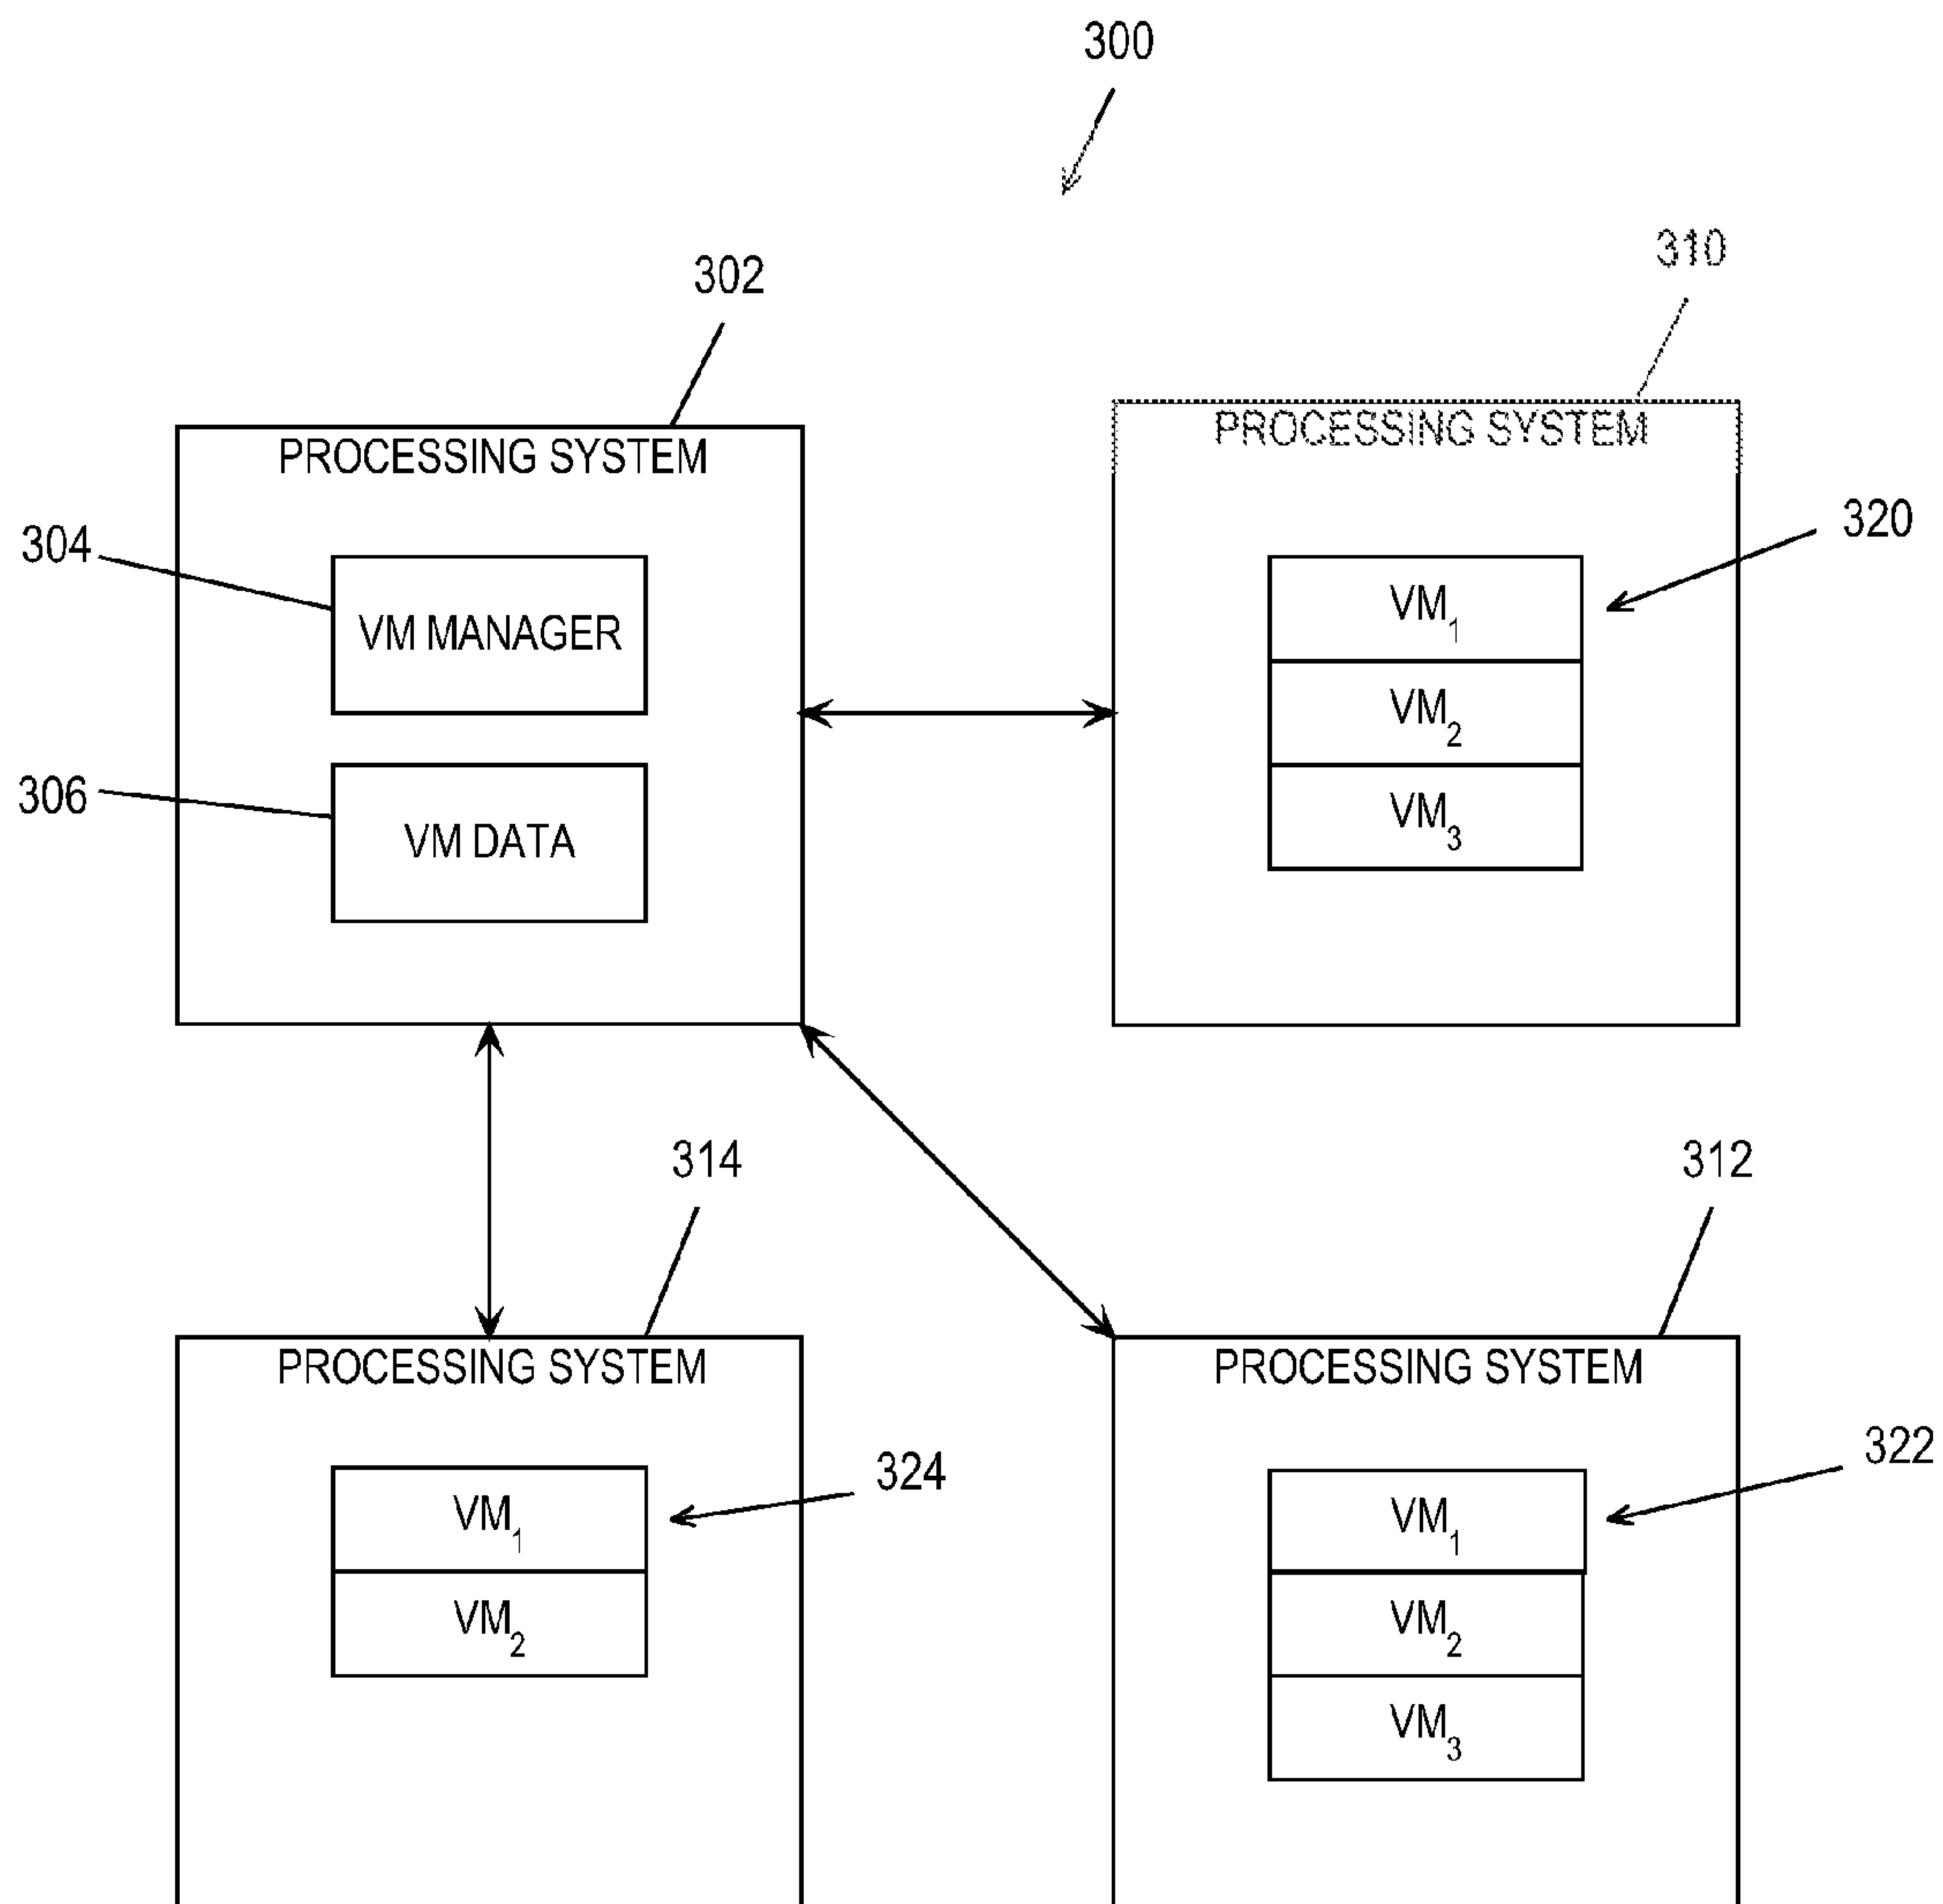 300
302
310
PROCESSING SYSTEM
PROCESSING SYSTEM
304
320
VM MANAGER
VM1
VM2
306
VM DATA
VM3
314
312
PROCESSING SYSTEM
PROCESSING SYSTEM
324
322
VM1
VM1
VM2
VM2
VM3